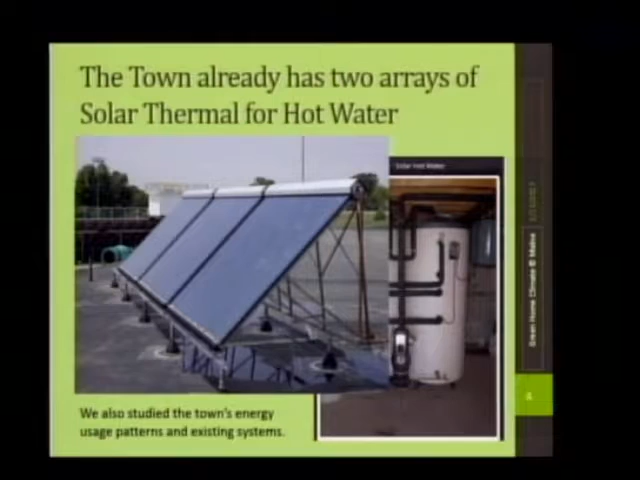 The Town already has two arrays of
Solar Thermal for Hot Water
Solar Hot Water
We also studied the town's energy
usage patterns and existing systems.